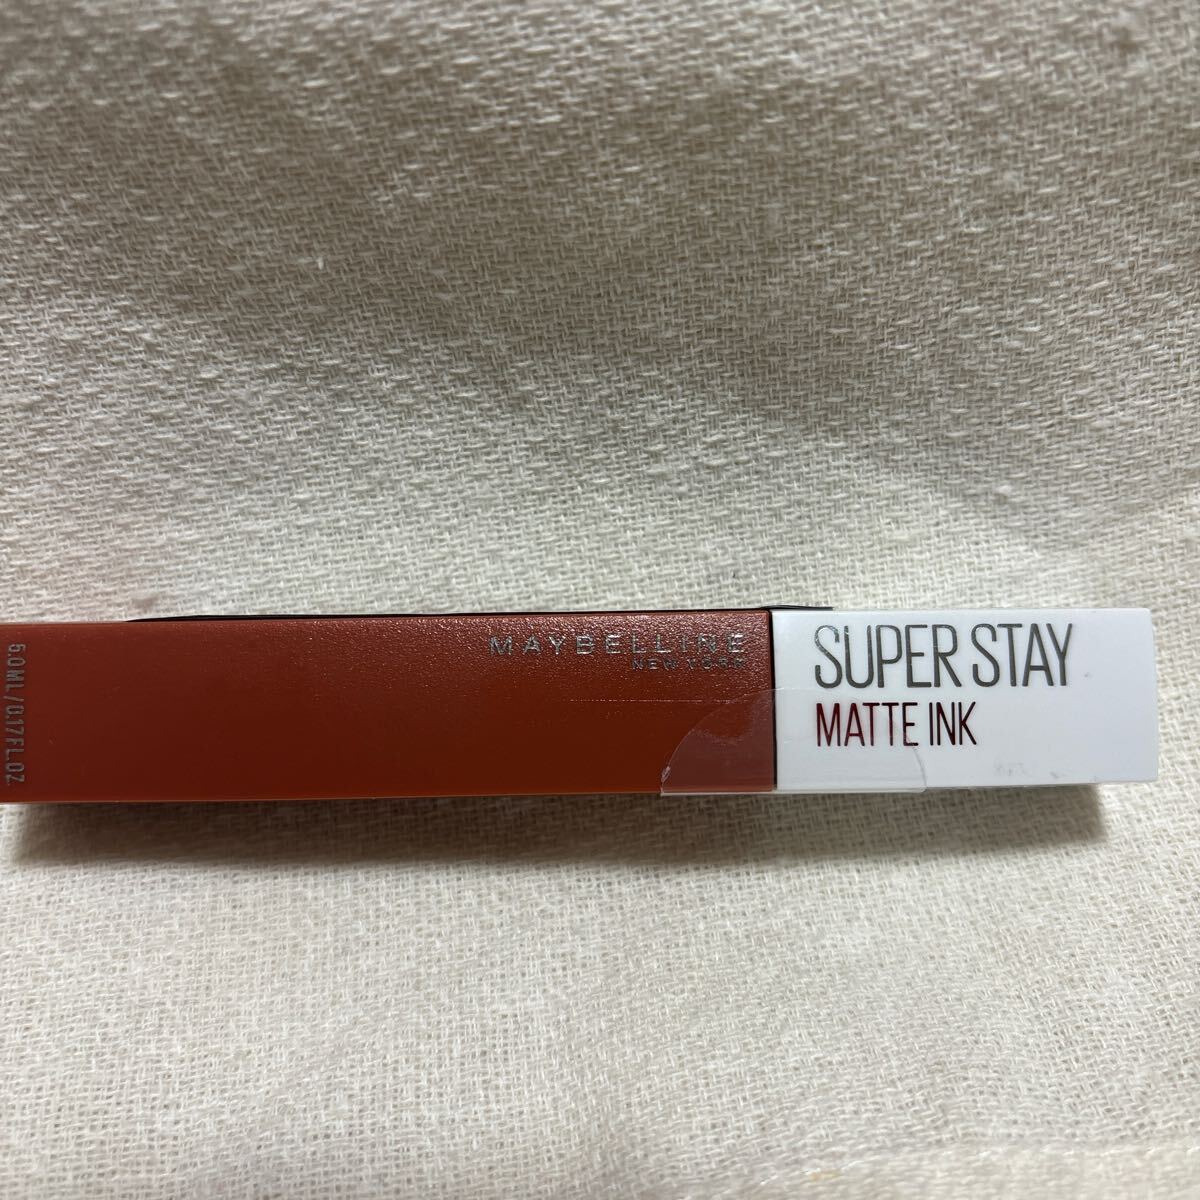 5.0ML/0.17FL.OZ.
MAYBELLINE
NEW YORK
SUPER STAY
MATTE INK